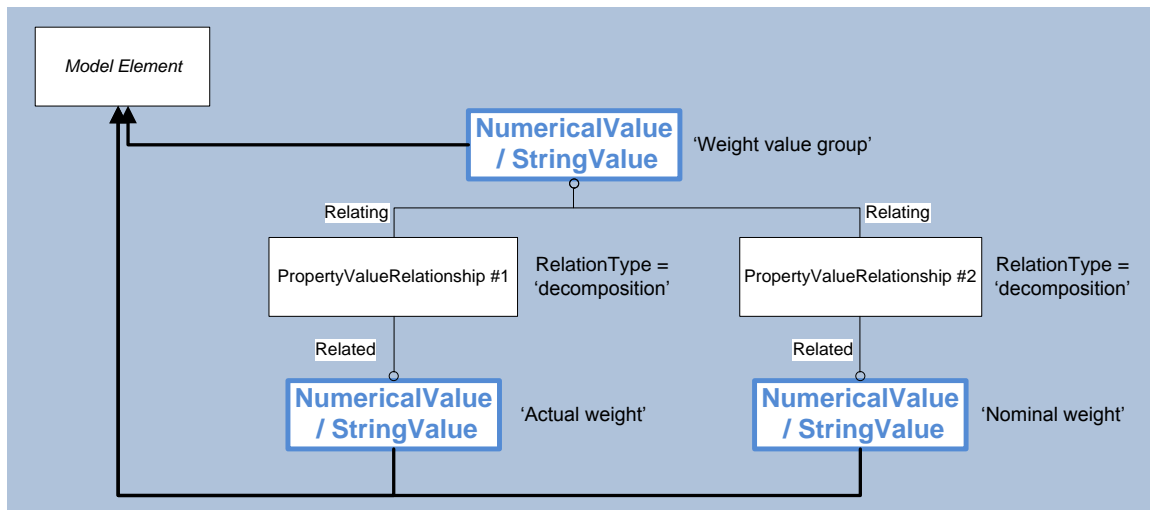 Model Element
NumericalValue
/ StringValue
‘Weight value group’
Relating
Relating
PropertyValueRelationship #1
RelationType =
‘decomposition’
PropertyValueRelationship #2
RelationType =
‘decomposition’
Related
Related
NumericalValue
/ StringValue
‘Actual weight’
NumericalValue
/ StringValue
‘Nominal weight’